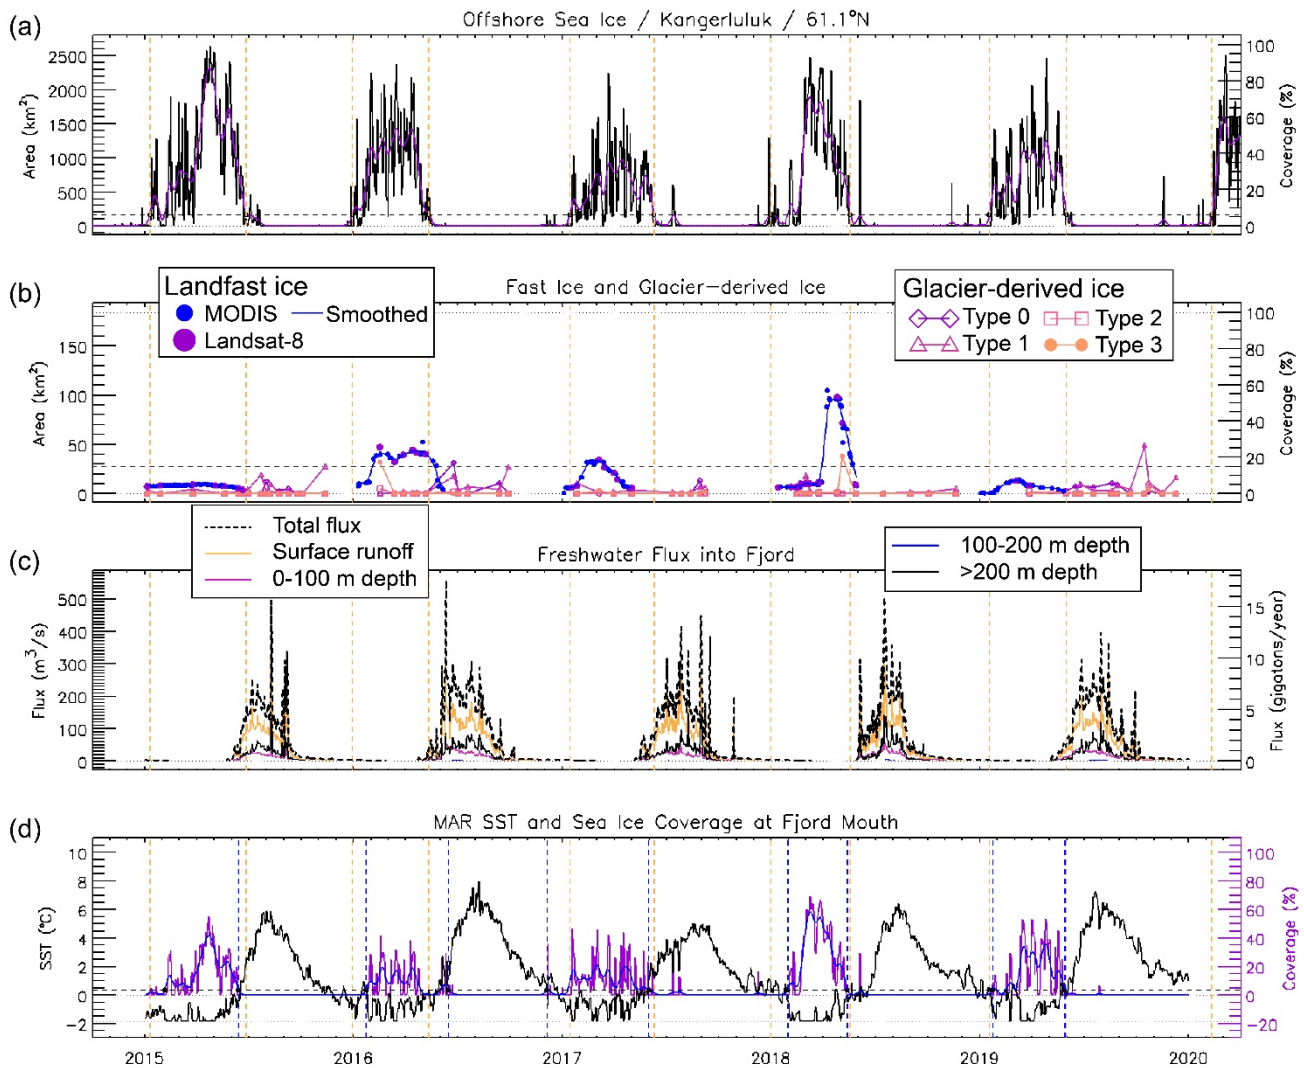 (a)
Offshore Sea Ice / Kangerluluk / 61.1°N
2500
2000
1500
1000
500
0
Area (km²)
100
80
60
40
20
0
Coverage (%)
(b)
Fast Ice and Glacier-derived Ice
Landfast ice
MODIS
Smoothed
Landsat-8
Glacier-derived ice
Type 0
Type 2
Type 1
Type 3
150
100
50
0
Area (km²)
100
80
60
40
20
0
Coverage (%)
(c)
Freshwater Flux into Fjord
Total flux
Surface runoff
0-100 m depth
100-200 m depth
>200 m depth
500
400
300
200
100
0
Flux (m³/s)
15
10
5
0
Flux (gigatons/year)
(d)
MAR SST and Sea Ice Coverage at Fjord Mouth
10
8
6
4
2
0
−2
SST (°C)
100
80
60
40
20
0
−20
Coverage (%)
2015
2016
2017
2018
2019
2020